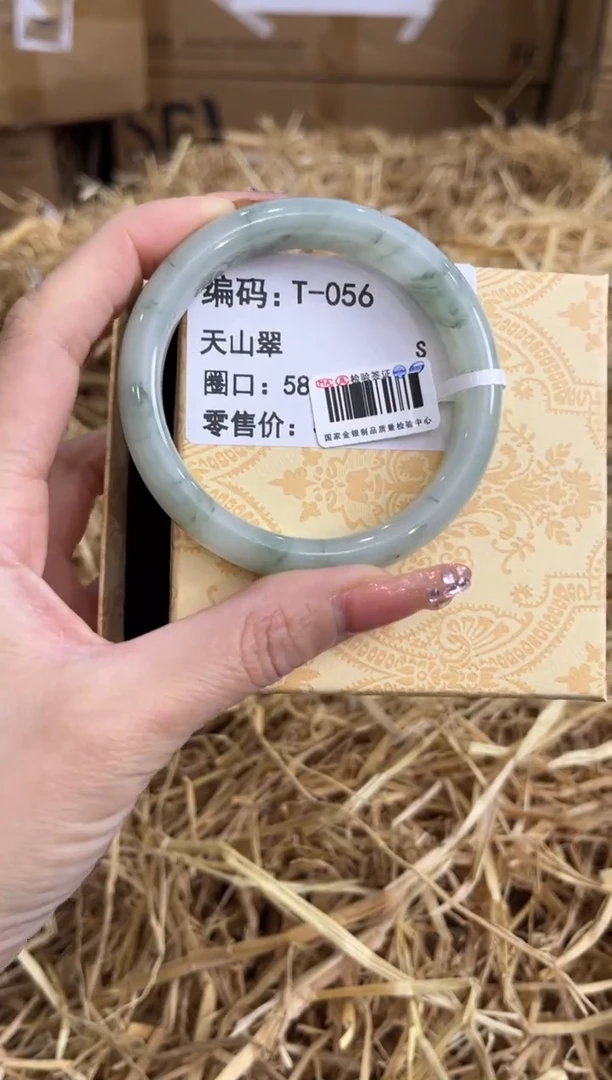 编码: T-056
天山翠
S
圈口: 58
零售价:
MA 检验签证
国家金银制品质量检验中心